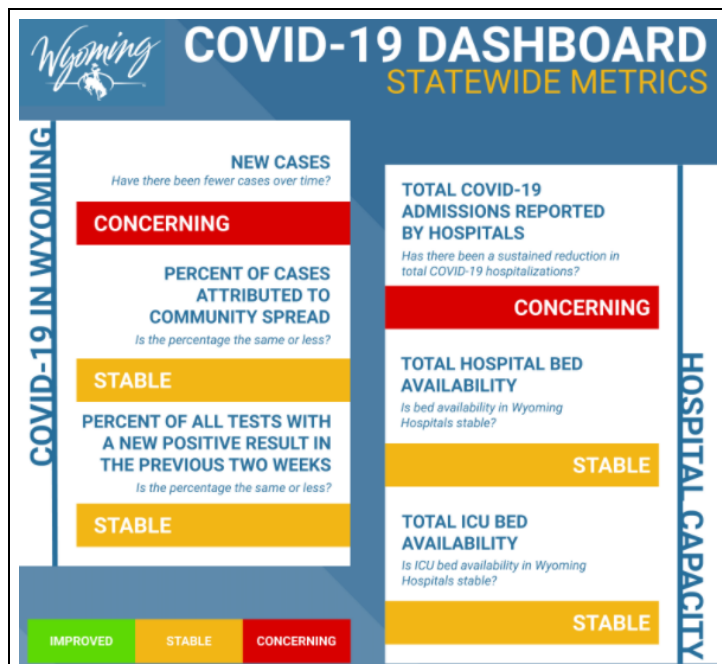 Wyoming
COVID-19 DASHBOARD
STATEWIDE METRICS
COVID-19 IN WYOMING
NEW CASES
Have there been fewer cases over time?
CONCERNING
PERCENT OF CASES
ATTRIBUTED TO
COMMUNITY SPREAD
Is the percentage the same or less?
STABLE
PERCENT OF ALL TESTS WITH
A NEW POSITIVE RESULT IN
THE PREVIOUS TWO WEEKS
Is the percentage the same or less?
STABLE
TOTAL COVID-19
ADMISSIONS REPORTED
BY HOSPITALS
Has there been a sustained reduction in
total COVID-19 hospitalizations?
CONCERNING
TOTAL HOSPITAL BED
AVAILABILITY
Is bed availability in Wyoming
Hospitals stable?
STABLE
TOTAL ICU BED
AVAILABILITY
Is ICU bed availability in Wyoming
Hospitals stable?
STABLE
HOSPITAL CAPACITY
IMPROVED STABLE CONCERNING